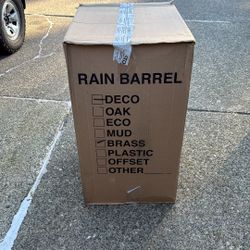 RAIN BARREL
DECO
OAK
ECO
MUD
BRASS
PLASTIC
OFFSET
OTHER